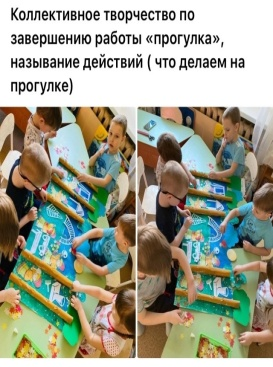 Коллективное творчество по
завершению работы «прогулка»,
называние действий ( что делаем на
прогулке)